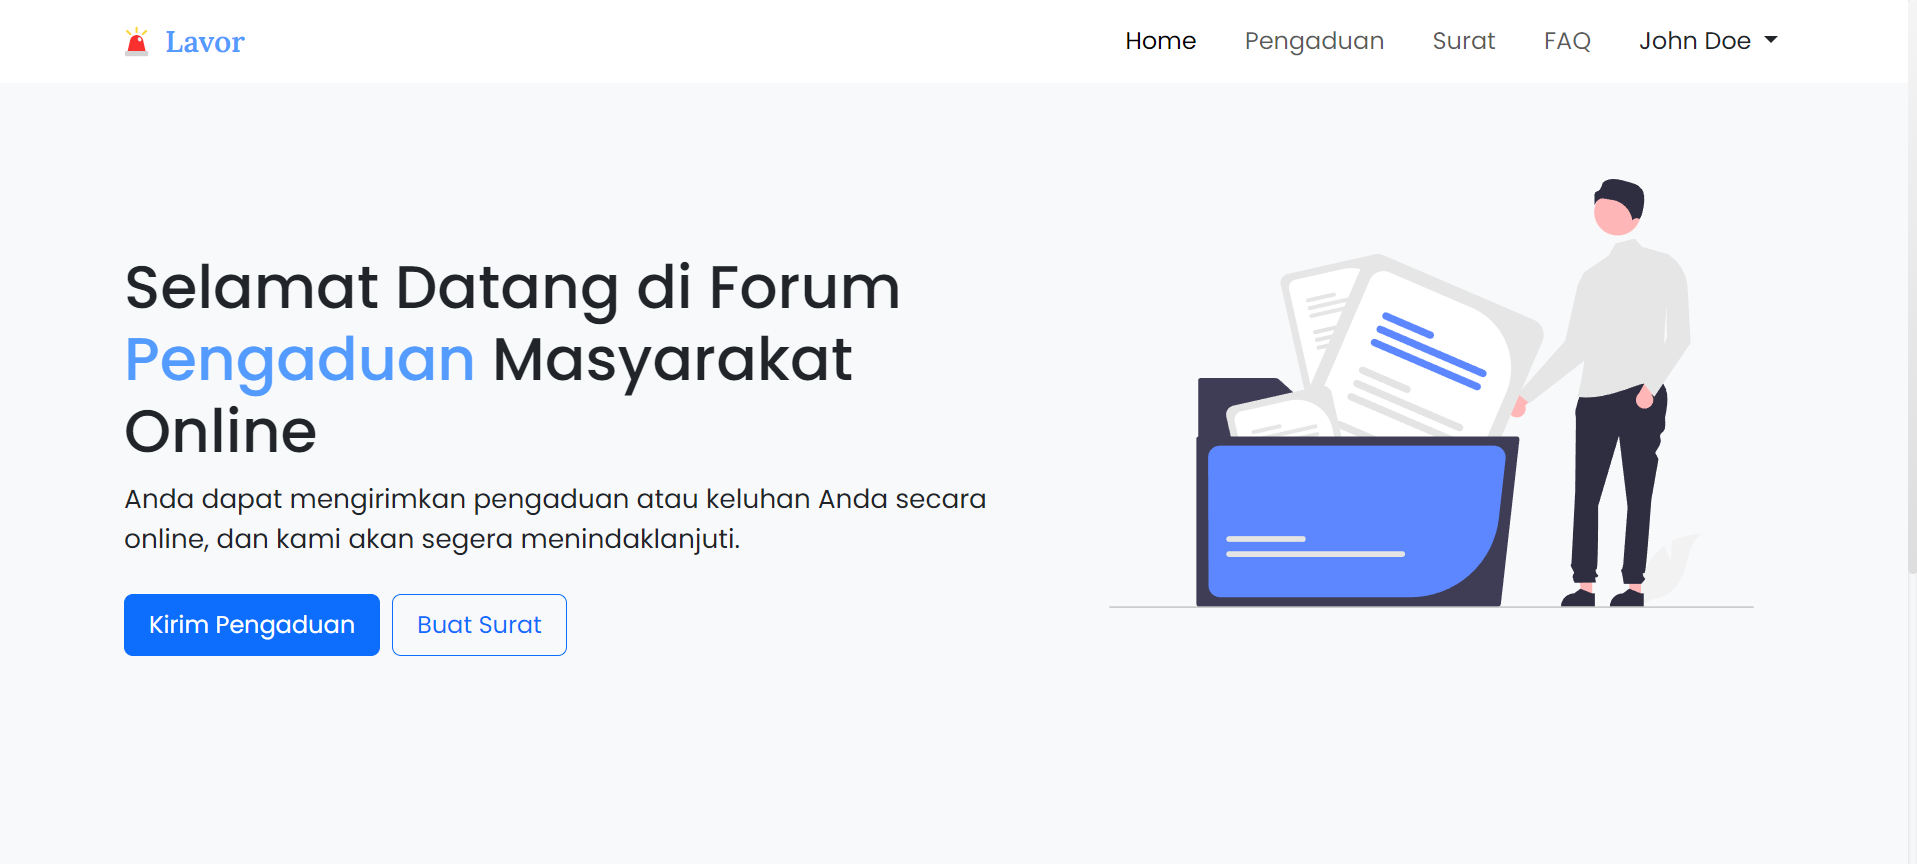 Lavor
Home Pengaduan Surat FAQ John Doe
Selamat Datang di Forum
Pengaduan Masyarakat
Online
Anda dapat mengirimkan pengaduan atau keluhan Anda secara
online, dan kami akan segera menindaklanjuti.
Kirim Pengaduan Buat Surat